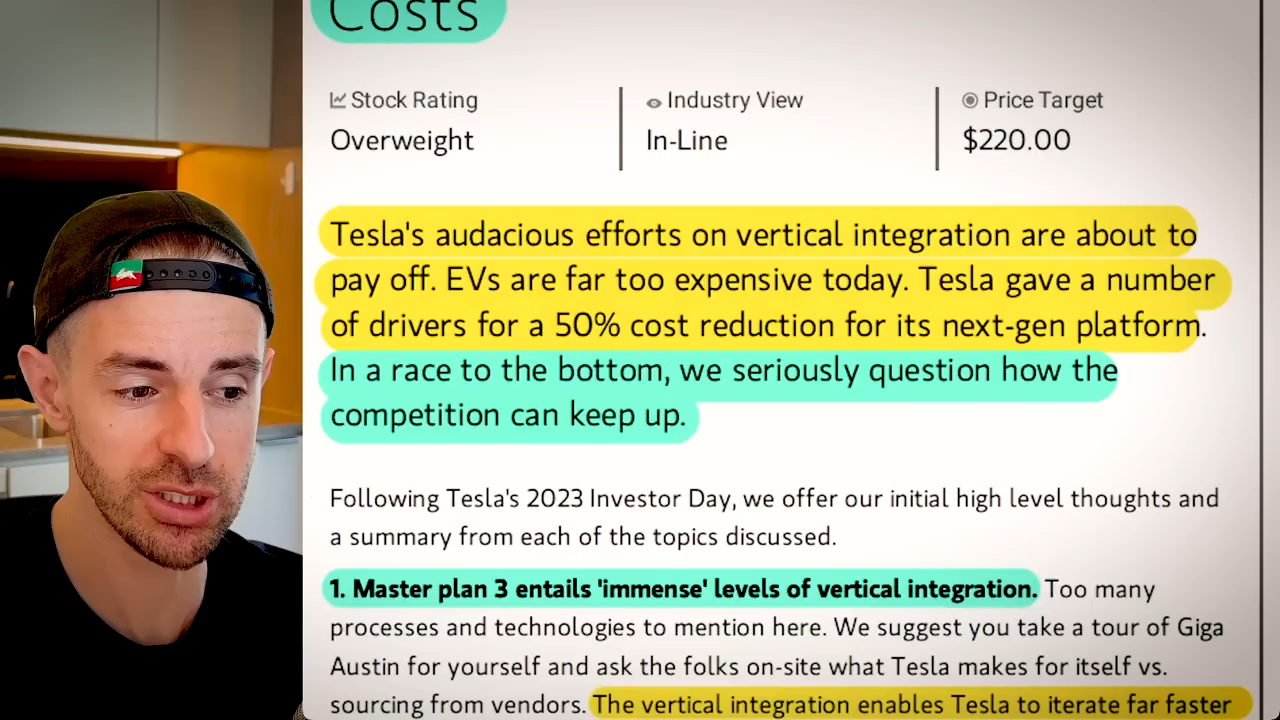 Costs
Stock Rating
Industry View
Price Target
Overweight
In-Line
$220.00
Tesla's audacious efforts on vertical integration are about to
pay off. EVs are far too expensive today. Tesla gave a number
of drivers for a 50% cost reduction for its next-gen platform.
In a race to the bottom, we seriously question how the
competition can keep up.
Following Tesla's 2023 Investor Day, we offer our initial high level thoughts and
a summary from each of the topics discussed.
1. Master plan 3 entails 'immense' levels of vertical integration. Too many
processes and technologies to mention here. We suggest you take a tour of Giga
Austin for yourself and ask the folks on-site what Tesla makes for itself vs.
sourcing from vendors. The vertical integration enables Tesla to iterate far faster